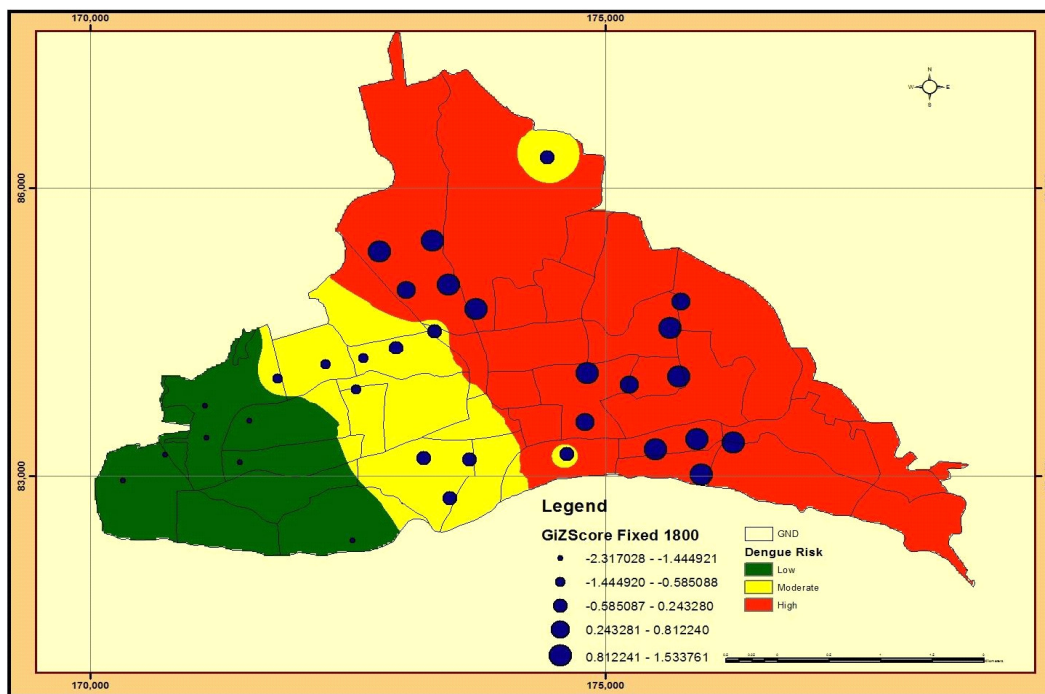 170,000 175,000
N
W E
S
86,000
83,000
Legend
GiZScore Fixed 1800
-2.317028 - -1.444921
-1.444920 - -0.585088
-0.585087 - 0.243280
0.243281 - 0.812240
0.812241 - 1.533761
GND
Dengue Risk
Low
Moderate
High
170,000 175,000